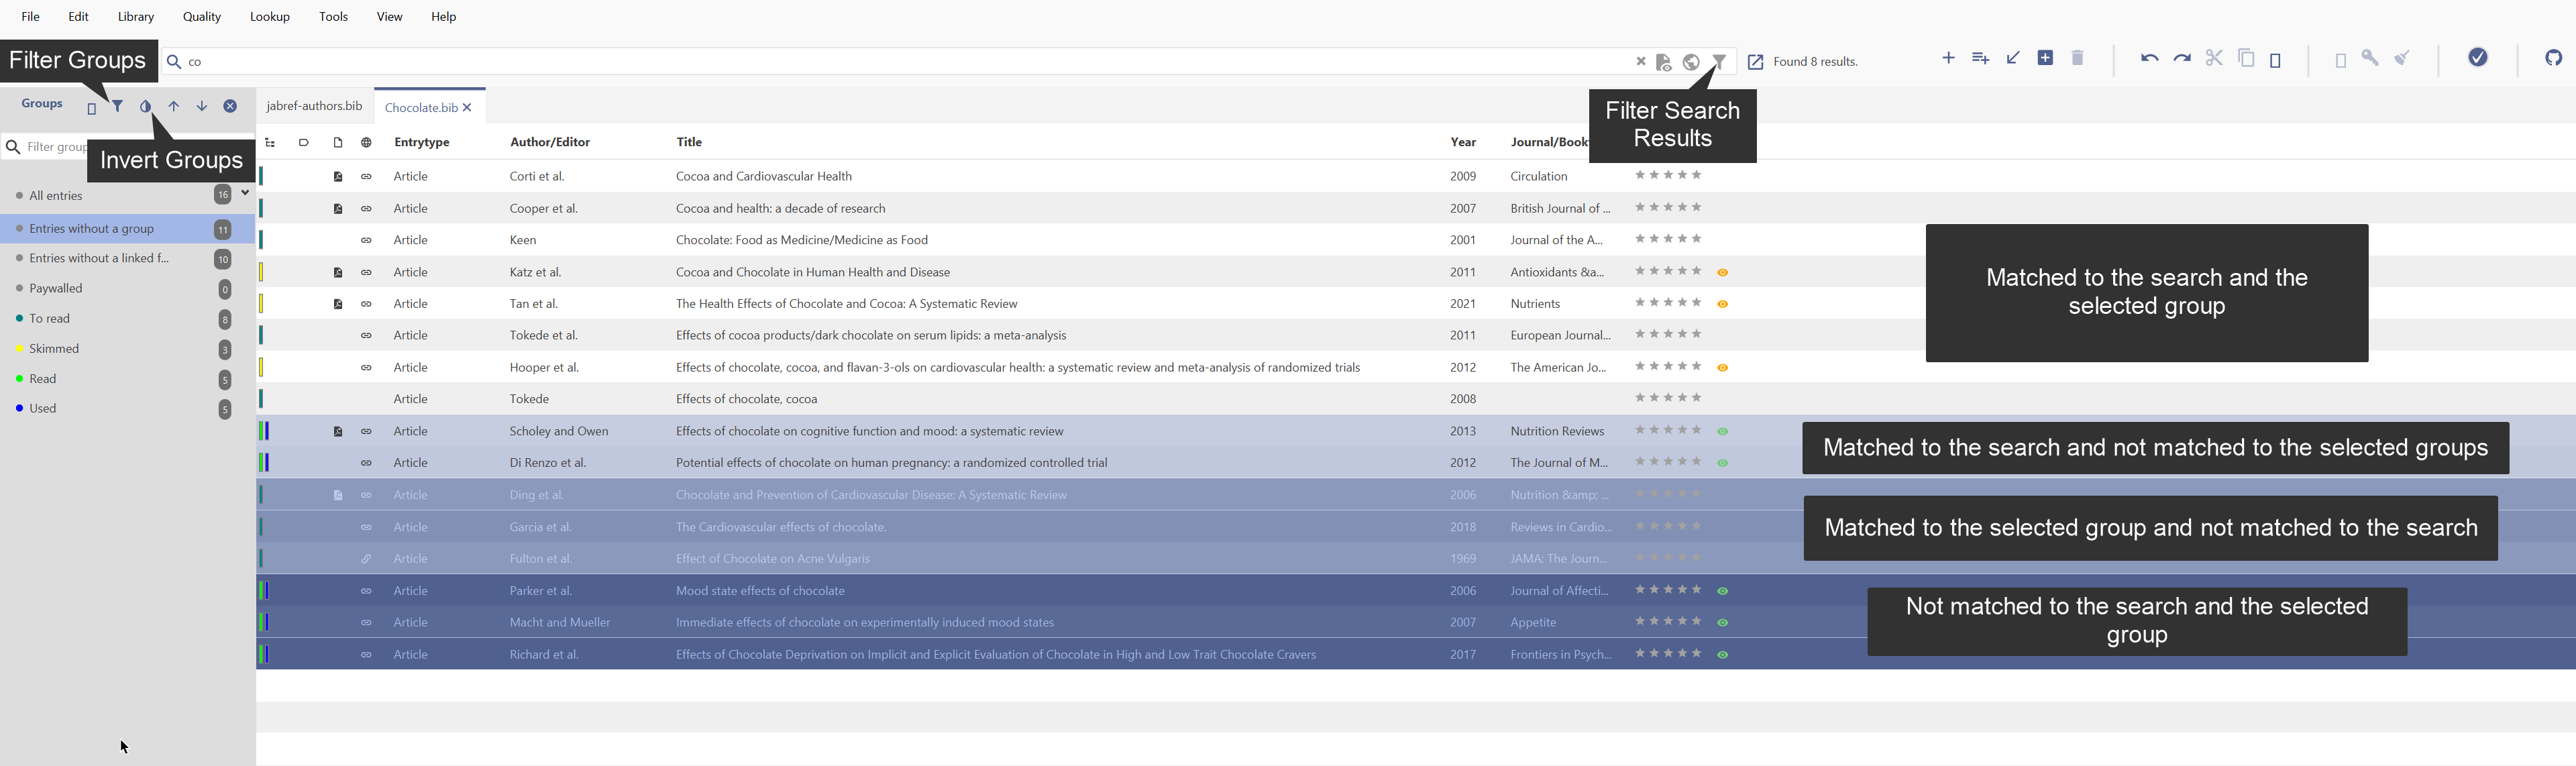 File Edit Library Quality Lookup Tools View Help
Filter Groups
co
Found 8 results.
Groups
Invert Groups
Filter Search
Results
jabref-authors.bib Chocolate.bib
Filter group
Entrytype Author/Editor Title Year Journal/Book
All entries 16
Entries without a group 11
Entries without a linked f... 10
Paywalled 0
To read 8
Skimmed 3
Read 5
Used 5
Article Corti et al. Cocoa and Cardiovascular Health 2009 Circulation
Article Cooper et al. Cocoa and health: a decade of research 2007 British Journal of ...
Article Keen Chocolate: Food as Medicine/Medicine as Food 2001 Journal of the A...
Article Katz et al. Cocoa and Chocolate in Human Health and Disease 2011 Antioxidants &a...
Article Tan et al. The Health Effects of Chocolate and Cocoa: A Systematic Review 2021 Nutrients
Article Tokede et al. Effects of cocoa products/dark chocolate on serum lipids: a meta-analysis 2011 European Journal...
Article Hooper et al. Effects of chocolate, cocoa, and flavan-3-ols on cardiovascular health: a systematic review and meta-analysis of randomized trials 2012 The American Jo...
Article Tokede Effects of chocolate, cocoa 2008
Article Scholey and Owen Effects of chocolate on cognitive function and mood: a systematic review 2013 Nutrition Reviews
Article Di Renzo et al. Potential effects of chocolate on human pregnancy: a randomized controlled trial 2012 The Journal of M...
Article Ding et al. Chocolate and Prevention of Cardiovascular Disease: A Systematic Review 2006 Nutrition &amp; ...
Article Garcia et al. The Cardiovascular effects of chocolate. 2018 Reviews in Cardio...
Article Fulton et al. Effect of Chocolate on Acne Vulgaris 1969 JAMA: The Journ...
Article Parker et al. Mood state effects of chocolate 2006 Journal of Affecti...
Article Macht and Mueller Immediate effects of chocolate on experimentally induced mood states 2007 Appetite
Article Richard et al. Effects of Chocolate Deprivation on Implicit and Explicit Evaluation of Chocolate in High and Low Trait Chocolate Cravers 2017 Frontiers in Psych...
Matched to the search and the
selected group
Matched to the search and not matched to the selected groups
Matched to the selected group and not matched to the search
Not matched to the search and the selected
group